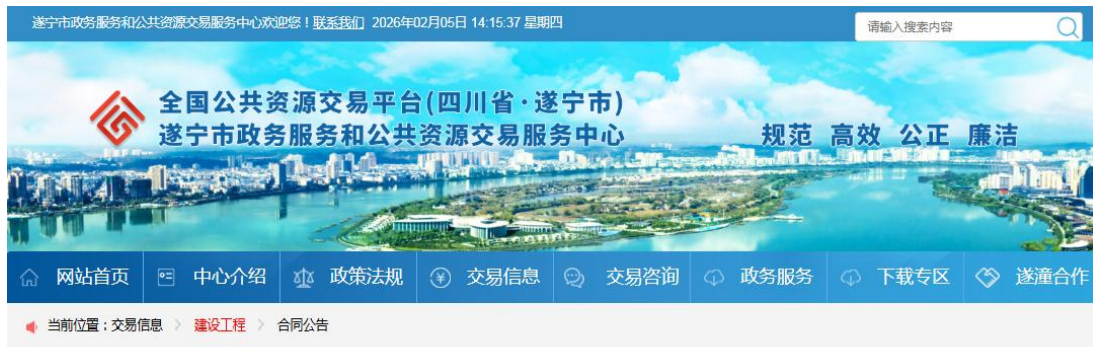 遂宁市政务服务和公共资源交易服务中心欢迎您！联系我们 2026年02月05日 14:15:37 星期四
请输入搜索内容
全国公共资源交易平台(四川省·遂宁市)
遂宁市政务服务和公共资源交易服务中心
规范 高效 公正 廉洁
网站首页 中心介绍 政策法规 交易信息 交易咨询 政务服务 下载专区 遂潼合作
当前位置：交易信息 > 建设工程 > 合同公告